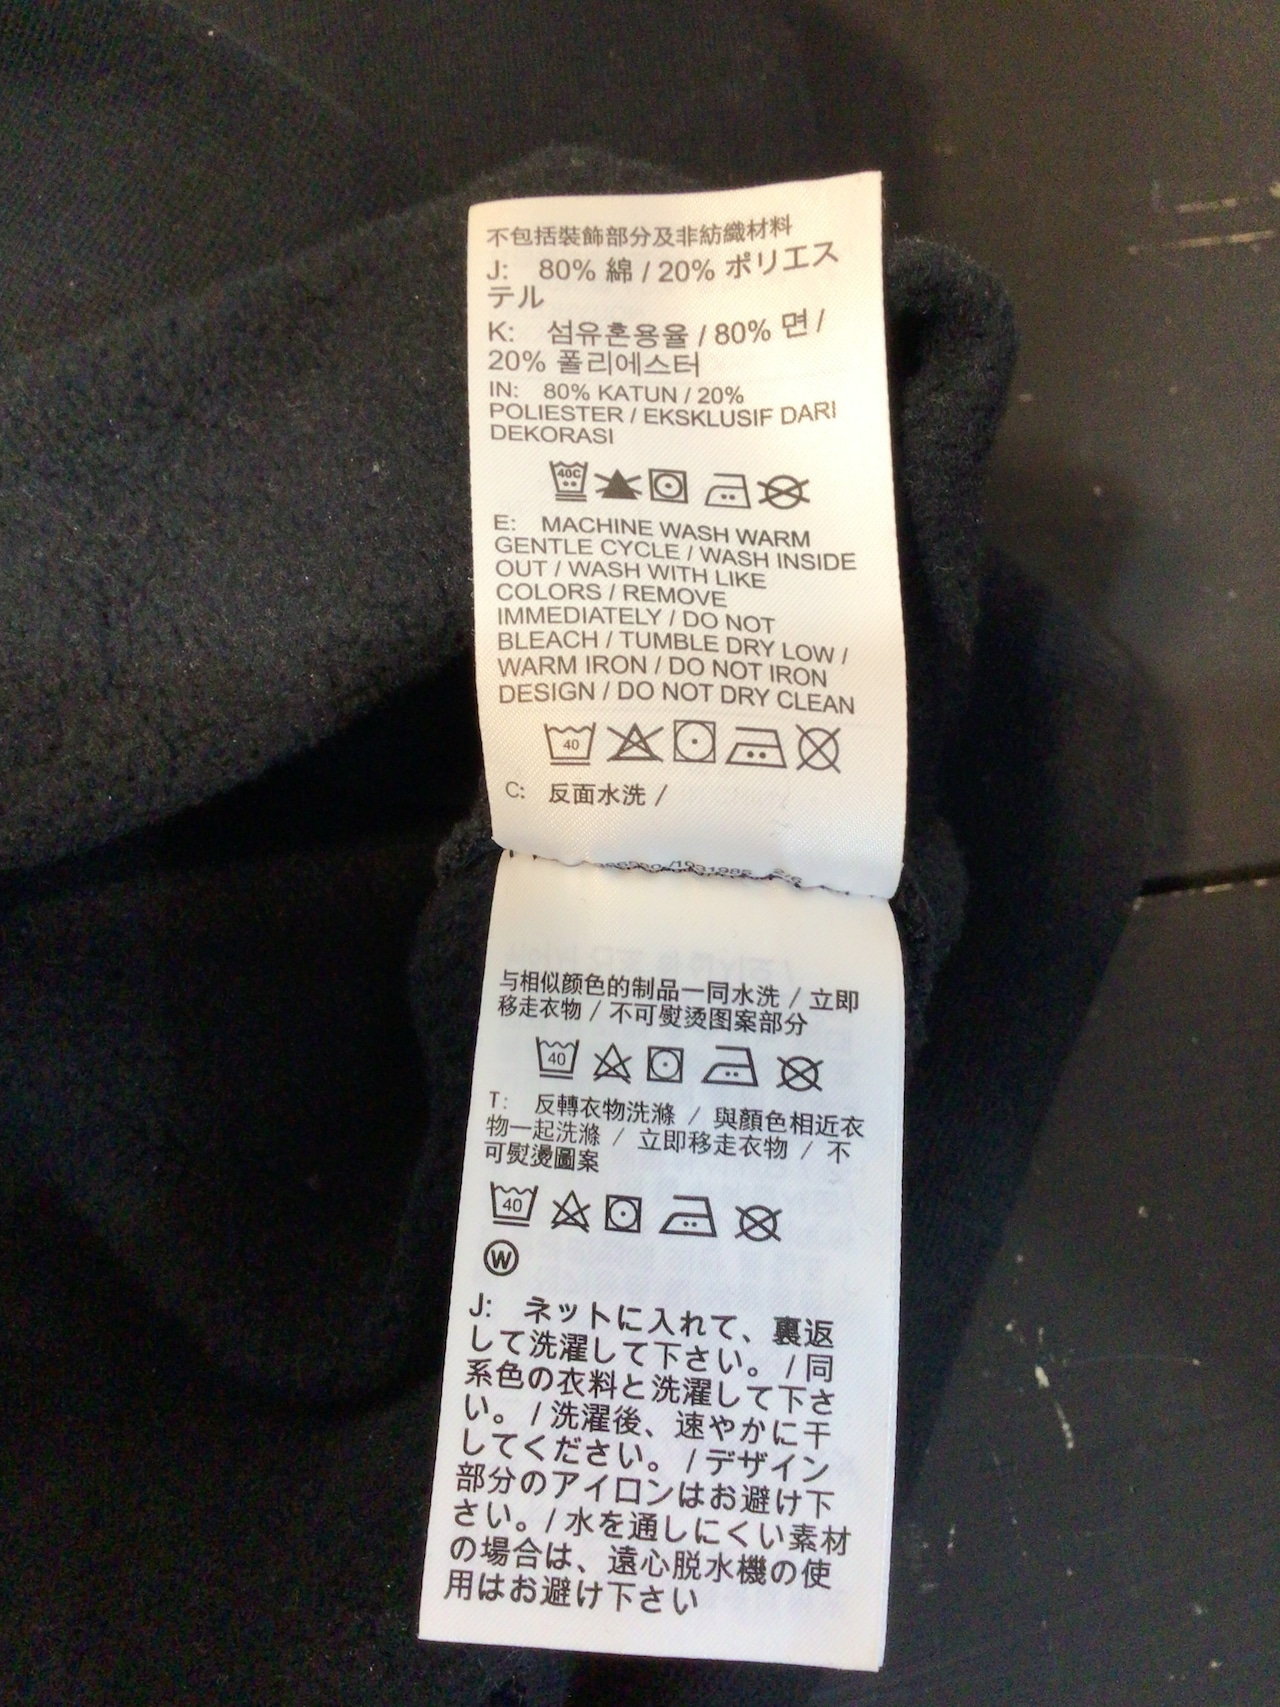 不包括裝飾部分及非紡織材料
J: 80% 綿 / 20% ポリエス
テル
K: 섬유혼용율 / 80% 면 /
20% 폴리에스터
IN: 80% KATUN / 20%
POLIESTER / EKSKLUSIF DARI
DEKORASI
40C
E: MACHINE WASH WARM
GENTLE CYCLE / WASH INSIDE
OUT / WASH WITH LIKE
COLORS / REMOVE
IMMEDIATELY / DO NOT
BLEACH / TUMBLE DRY LOW /
WARM IRON / DO NOT IRON
DESIGN / DO NOT DRY CLEAN
40
C: 反面水洗 /
与相似颜色的制品一同水洗 / 立即
移走衣物 / 不可熨烫图案部分
40
T: 反轉衣物洗滌 / 與顏色相近衣
物一起洗滌 / 立即移走衣物 / 不
可熨燙圖案
40
W
J: ネットに入れて、裏返
して洗濯して下さい。 / 同
系色の衣料と洗濯して下さ
い。 / 洗濯後、速やかに干
してください。 / デザイン
部分のアイロンはお避け下
さい。/ 水を通しにくい素材
の場合は、遠心脱水機の使
用はお避け下さい